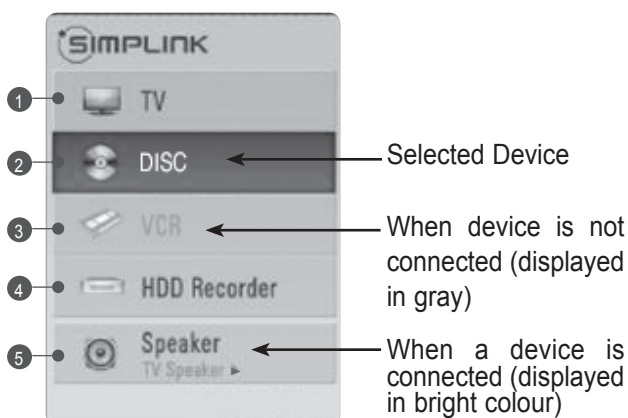 SIMPLINK
1 TV
2 DISC
Selected Device
3 VCR
When device is not
connected (displayed
in gray)
4 HDD Recorder
5 Speaker
TV Speaker ►
When a device is
connected (displayed
in bright colour)